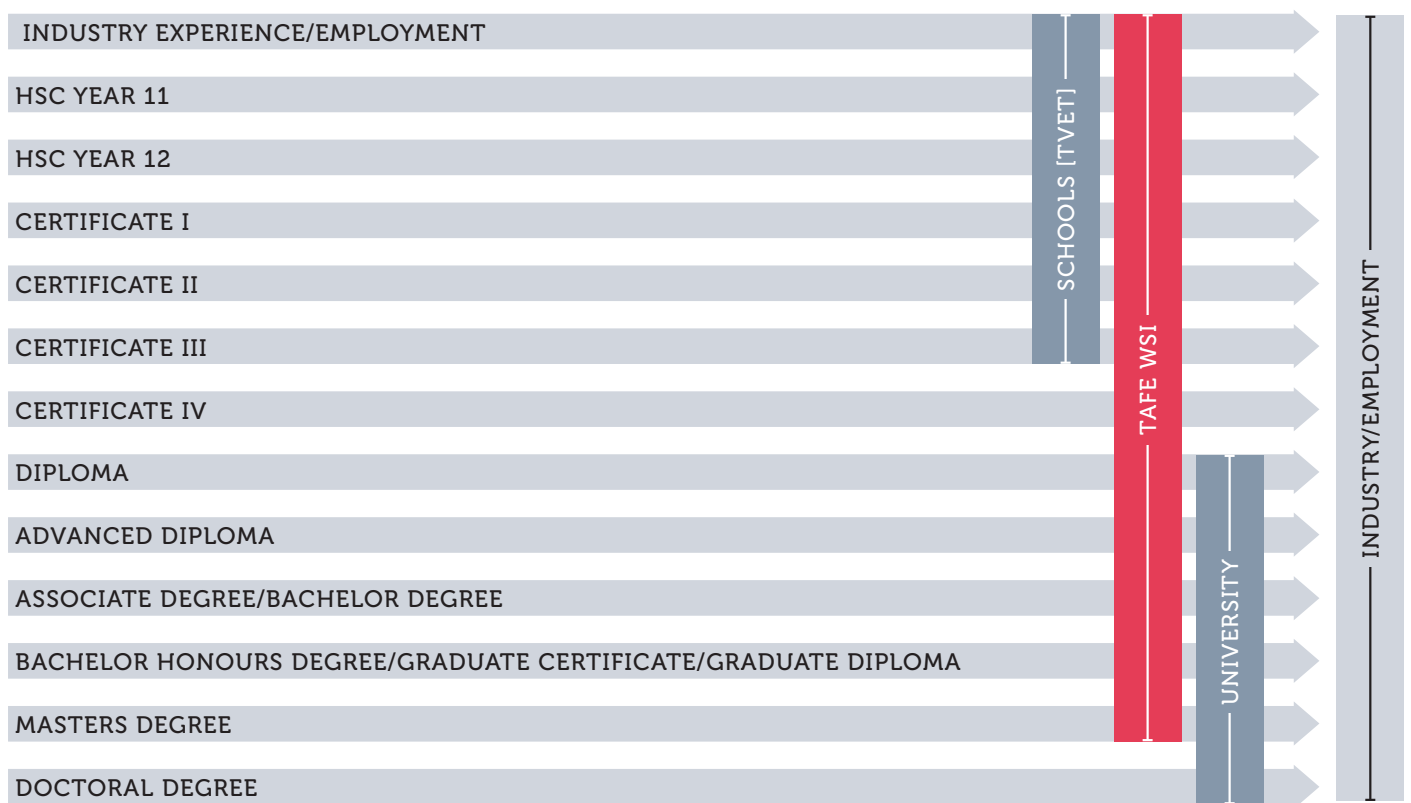 INDUSTRY EXPERIENCE/EMPLOYMENT
HSC YEAR 11
HSC YEAR 12
CERTIFICATE I
CERTIFICATE II
CERTIFICATE III
CERTIFICATE IV
DIPLOMA
ADVANCED DIPLOMA
ASSOCIATE DEGREE/BACHELOR DEGREE
BACHELOR HONOURS DEGREE/GRADUATE CERTIFICATE/GRADUATE DIPLOMA
MASTERS DEGREE
DOCTORAL DEGREE
SCHOOLS [TVET]
TAFE WSI
UNIVERSITY
INDUSTRY/EMPLOYMENT